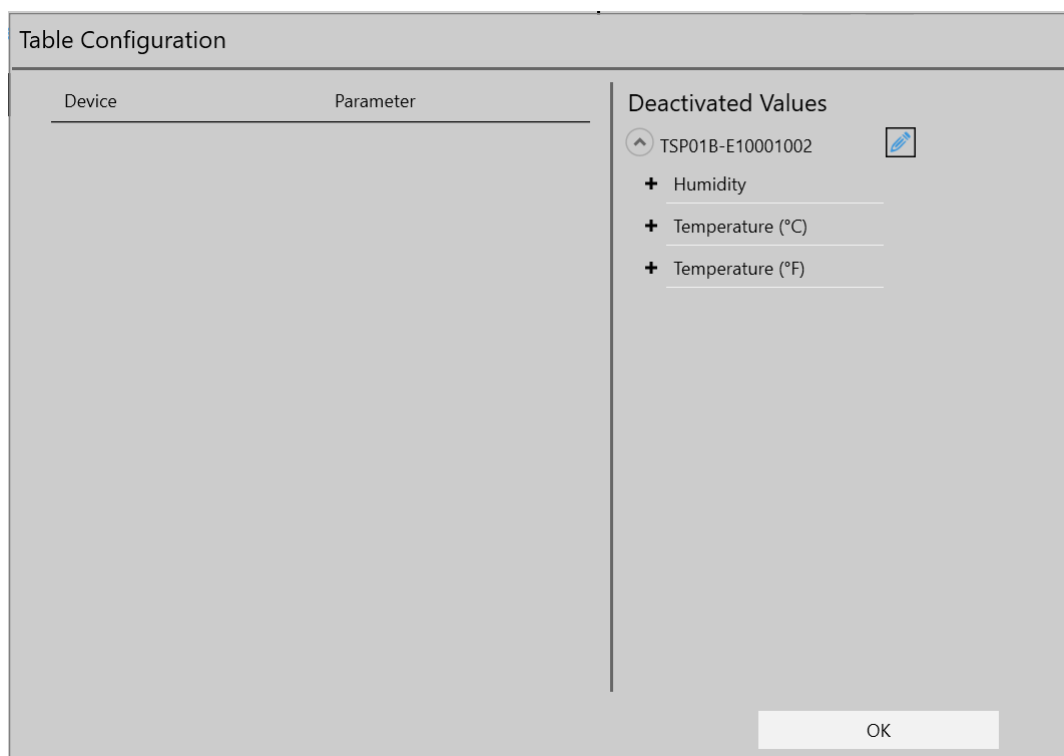 Table Configuration
Device Parameter
Deactivated Values
TSP01B-E10001002
Humidity
Temperature (°C)
Temperature (°F)
OK